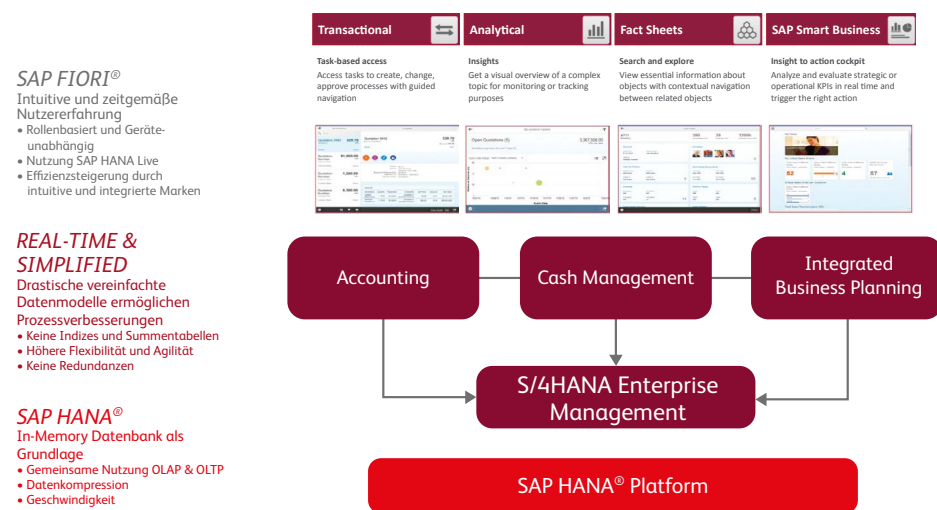 Transactional
Analytical
Fact Sheets
SAP Smart Business
Task-based access
Access tasks to create, change,
approve processes with guided
navigation
Insights
Get a visual overview of a complex
topic for monitoring or tracking
purposes
Search and explore
View essential information about
objects with contextual navigation
between related objects
Insight to action cockpit
Analyze and evaluate strategic or
operational KPIs in real time and
trigger the right action
SAP FIORI®
Intuitive und zeitgemäße
Nutzererfahrung
• Rollenbasiert und Geräte-
unabhängig
• Nutzung SAP HANA Live
• Effizienzsteigerung durch
intuitive und integrierte Marken
Open Quotations (5)
REAL-TIME &
SIMPLIFIED
Drastische vereinfachte
Datenmodelle ermöglichen
Prozessverbesserungen
• Keine Indizes und Summentabellen
• Höhere Flexibilität und Agilität
• Keine Redundanzen
Accounting
Cash Management
Integrated
Business Planning
S/4HANA Enterprise
Management
SAP HANA®
In-Memory Datenbank als
Grundlage
• Gemeinsame Nutzung OLAP & OLTP
• Datenkompression
• Geschwindigkeit
SAP HANA® Platform